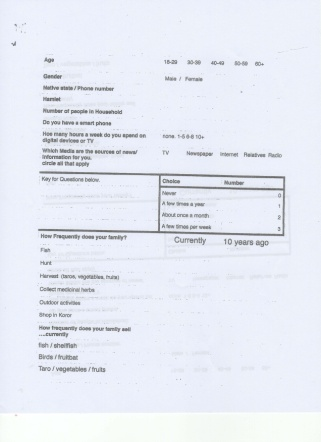 Age 18-29 30-39 40-49 50-59 60+
Gender Male / Female
Native state / Phone number
Hamlet
Number of people in Household
Do you have a smart phone
How many hours a week do you spend on
digital devices or TV none 1-5 6-8 10+
Which Media are the sources of news/
information for you.
circle all that apply TV Newspaper Internet Relatives Radio
Key for Questions below.
Choice Number
Never 0
A few times a year 1
About once a month 2
A few times per week 3
How Frequently does your family? Currently 10 years ago
Fish
Hunt
Harvest (taros, vegetables, fruits)
Collect medicinal herbs
Outdoor activities
Shop in Koror
How frequently does your family sell
....currently
fish / shellfish
Birds / fruitbat
Taro / vegetables / fruits